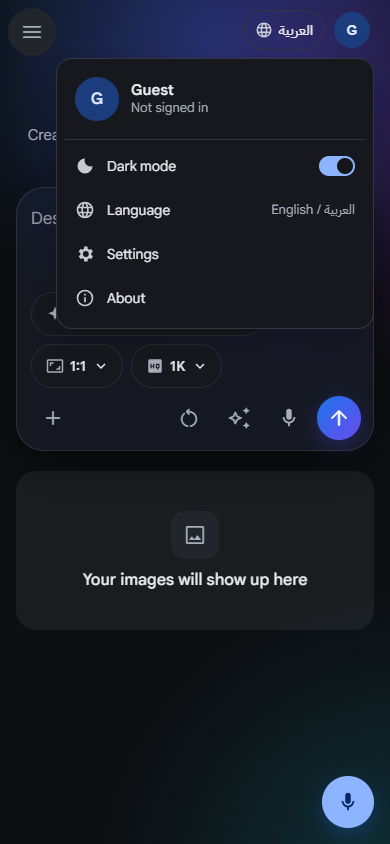 العربية
G
G
Guest
Not signed in
Crea
Dark mode
Des
Language
English / العربية
Settings
About
1:1
HQ
1K
Your images will show up here